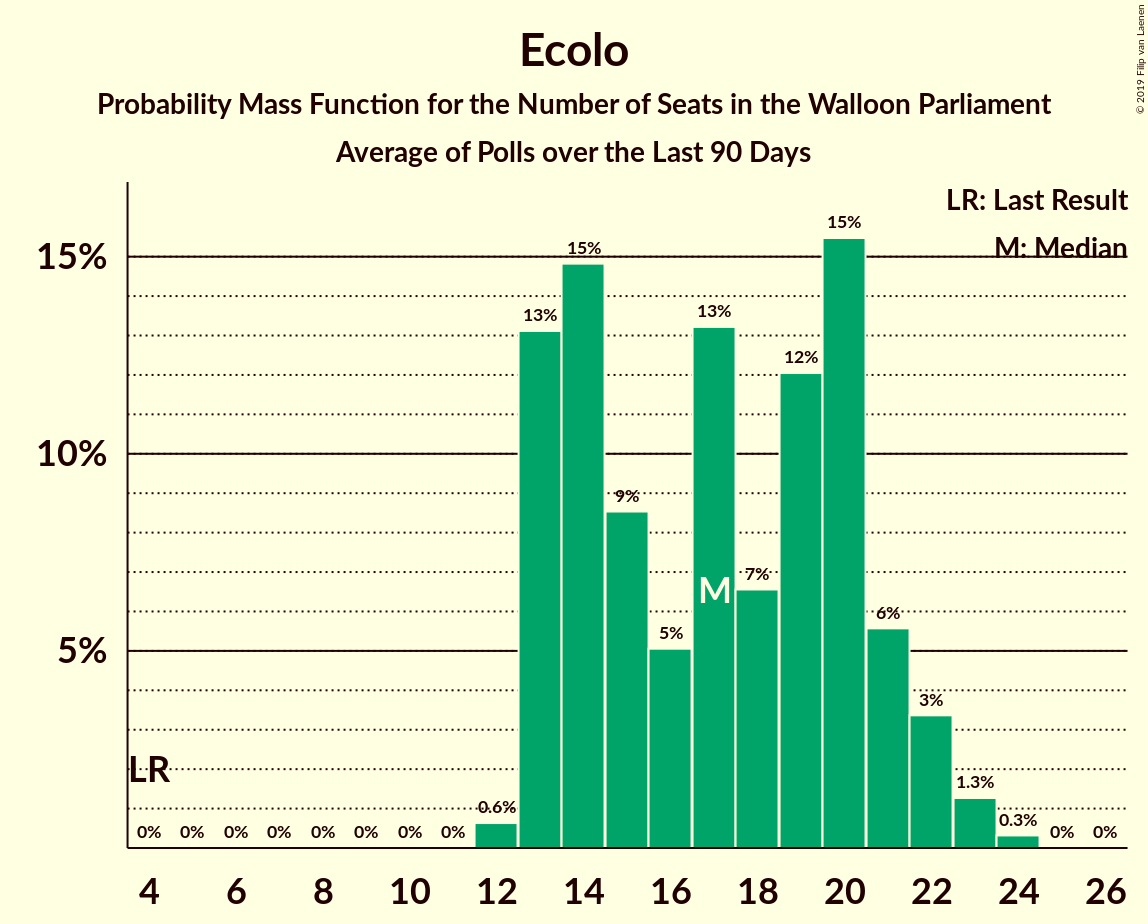 Ecolo
Probability Mass Function for the Number of Seats in the Walloon Parliament
Average of Polls over the Last 90 Days
© 2019 Filip van Laenen
LR: Last Result
M: Median
15%
10%
5%
LR
M
0%
0%
0%
0%
0%
0%
0%
0%
0.6%
13%
15%
9%
5%
13%
7%
12%
15%
6%
3%
1.3%
0.3%
0%
0%
4 6 8 10 12 14 16 18 20 22 24 26